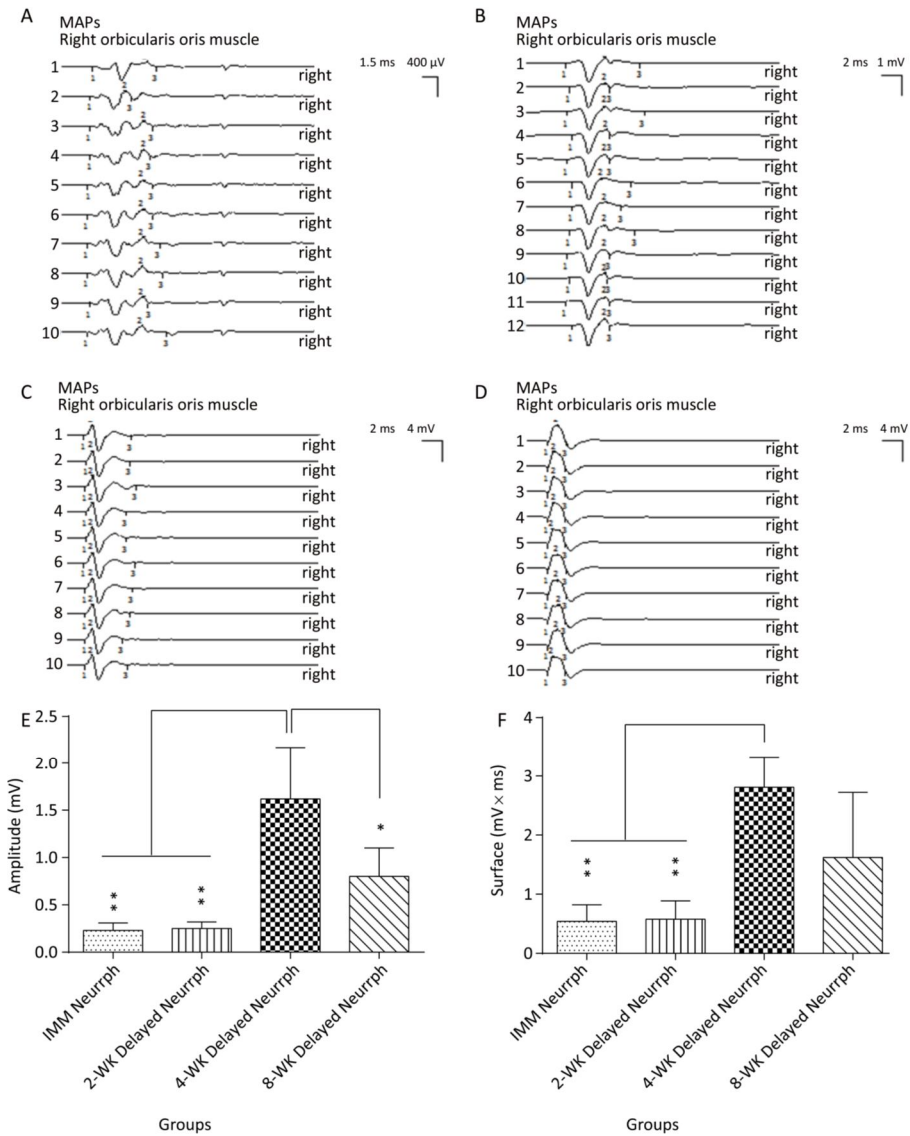 A
MAPs
Right orbicularis oris muscle
1.5 ms 400 μV
1 right
2 right
3 right
4 right
5 right
6 right
7 right
8 right
9 right
10 right
B
MAPs
Right orbicularis oris muscle
2 ms 1 mV
1 right
2 right
3 right
4 right
5 right
6 right
7 right
8 right
9 right
10 right
11 right
12 right
C
MAPs
Right orbicularis oris muscle
2 ms 4 mV
1 right
2 right
3 right
4 right
5 right
6 right
7 right
8 right
9 right
10 right
D
MAPs
Right orbicularis oris muscle
2 ms 4 mV
1 right
2 right
3 right
4 right
5 right
6 right
7 right
8 right
9 right
10 right
E
Amplitude (mV)
2.5
2.0
1.5
1.0
0.5
0.0
**
**
*
IMM Neurrph
2-WK Delayed Neurrph
4-WK Delayed Neurrph
8-WK Delayed Neurrph
Groups
F
Surface (mV × ms)
4
3
2
1
0
**
**
IMM Neurrph
2-WK Delayed Neurrph
4-WK Delayed Neurrph
8-WK Delayed Neurrph
Groups